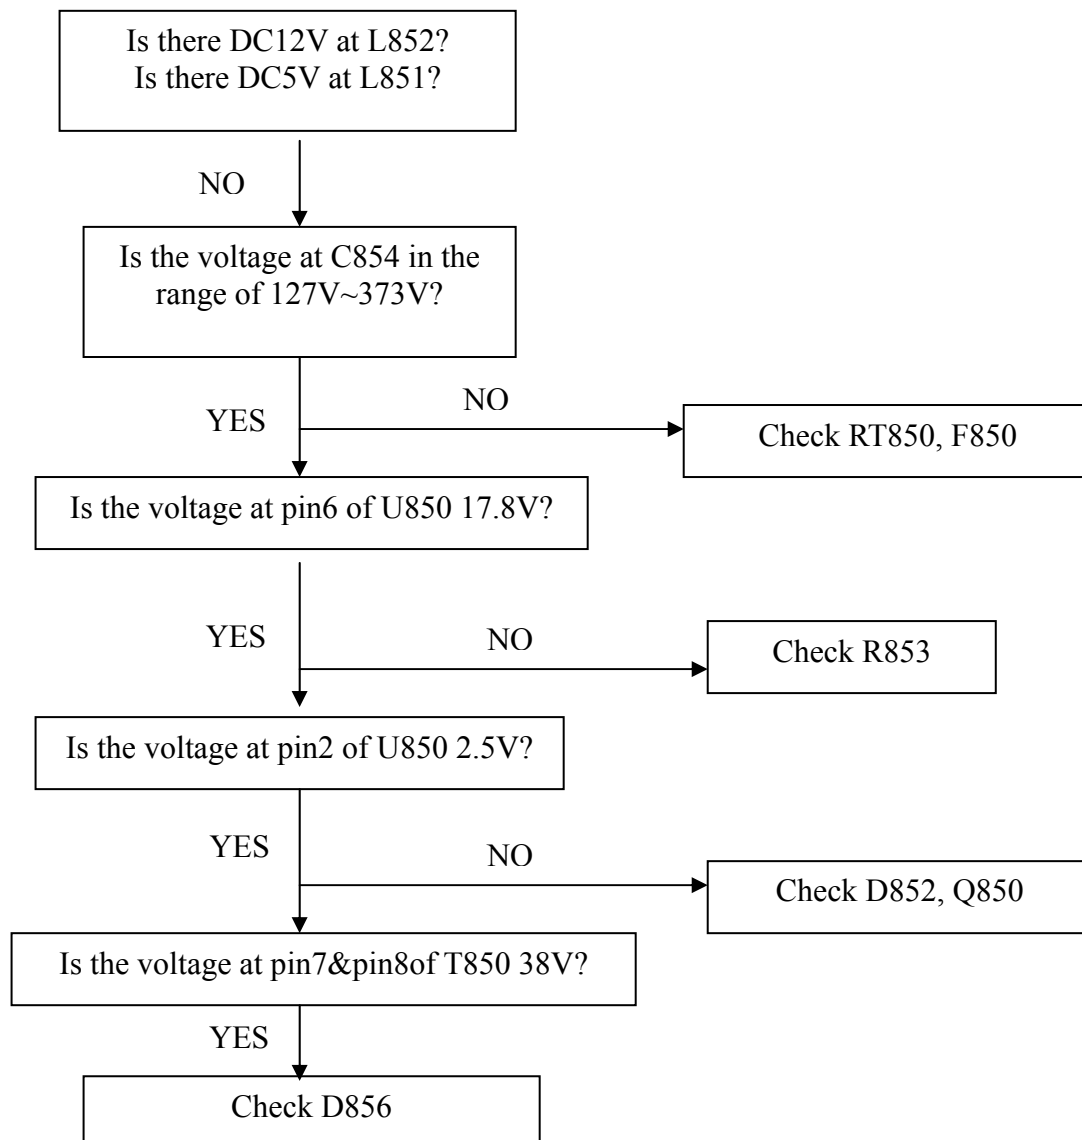 Is there DC12V at L852?
Is there DC5V at L851?
NO
Is the voltage at C854 in the
range of 127V~373V?
YES
NO
Check RT850, F850
Is the voltage at pin6 of U850 17.8V?
YES
NO
Check R853
Is the voltage at pin2 of U850 2.5V?
YES
NO
Check D852, Q850
Is the voltage at pin7&pin8of T850 38V?
YES
Check D856